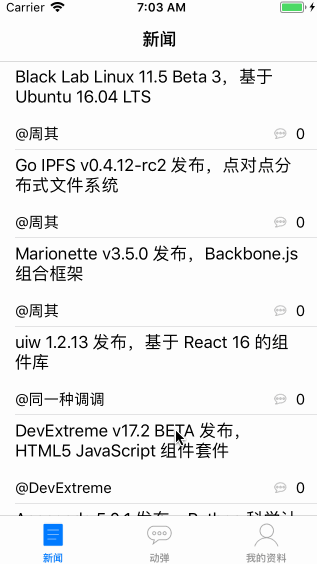 Carrier 7:03 AM
新闻
Black Lab Linux 11.5 Beta 3，基于
Ubuntu 16.04 LTS
@周其 0
Go IPFS v0.4.12-rc2 发布，点对点分
布式文件系统
@周其 0
Marionette v3.5.0 发布，Backbone.js
组合框架
@周其 0
uiw 1.2.13 发布，基于 React 16 的组
件库
@同一种调调 0
DevExtreme v17.2 BETA 发布，
HTML5 JavaScript 组件套件
@DevExtreme 0
新闻 动弹 我的资料